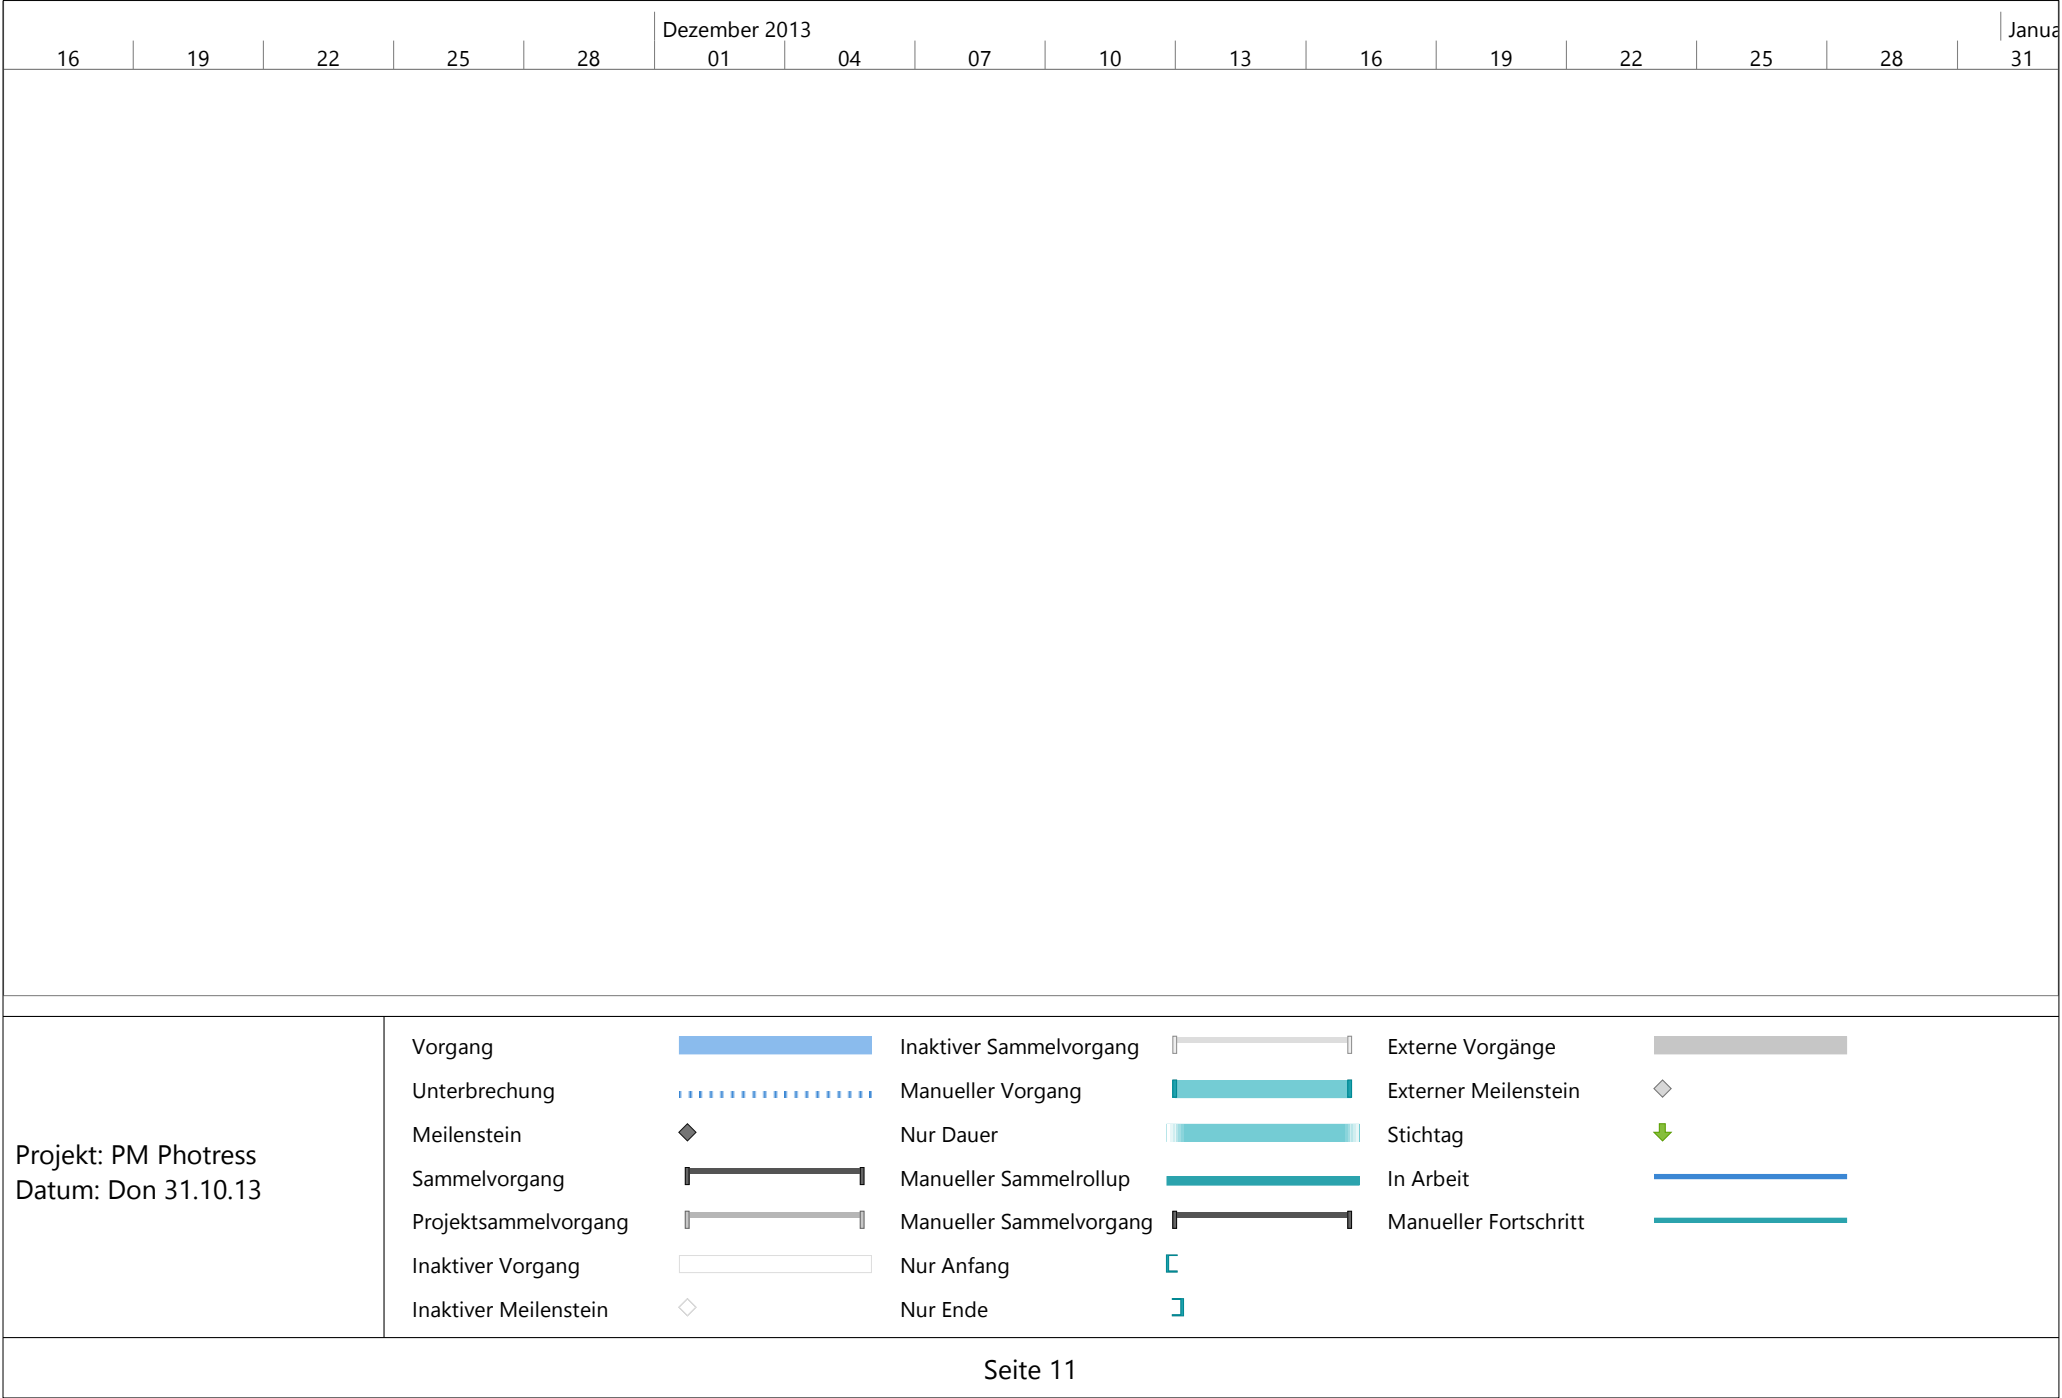 Dezember 2013 Janua
16 19 22 25 28 01 04 07 10 13 16 19 22 25 28 31
Projekt: PM Photress
Datum: Don 31.10.13
Vorgang
Unterbrechung
Meilenstein
Sammelvorgang
Projektsammelvorgang
Inaktiver Vorgang
Inaktiver Meilenstein
Inaktiver Sammelvorgang
Manueller Vorgang
Nur Dauer
Manueller Sammelrollup
Manueller Sammelvorgang
Nur Anfang
Nur Ende
Externe Vorgänge
Externer Meilenstein
Stichtag
In Arbeit
Manueller Fortschritt
Seite 11